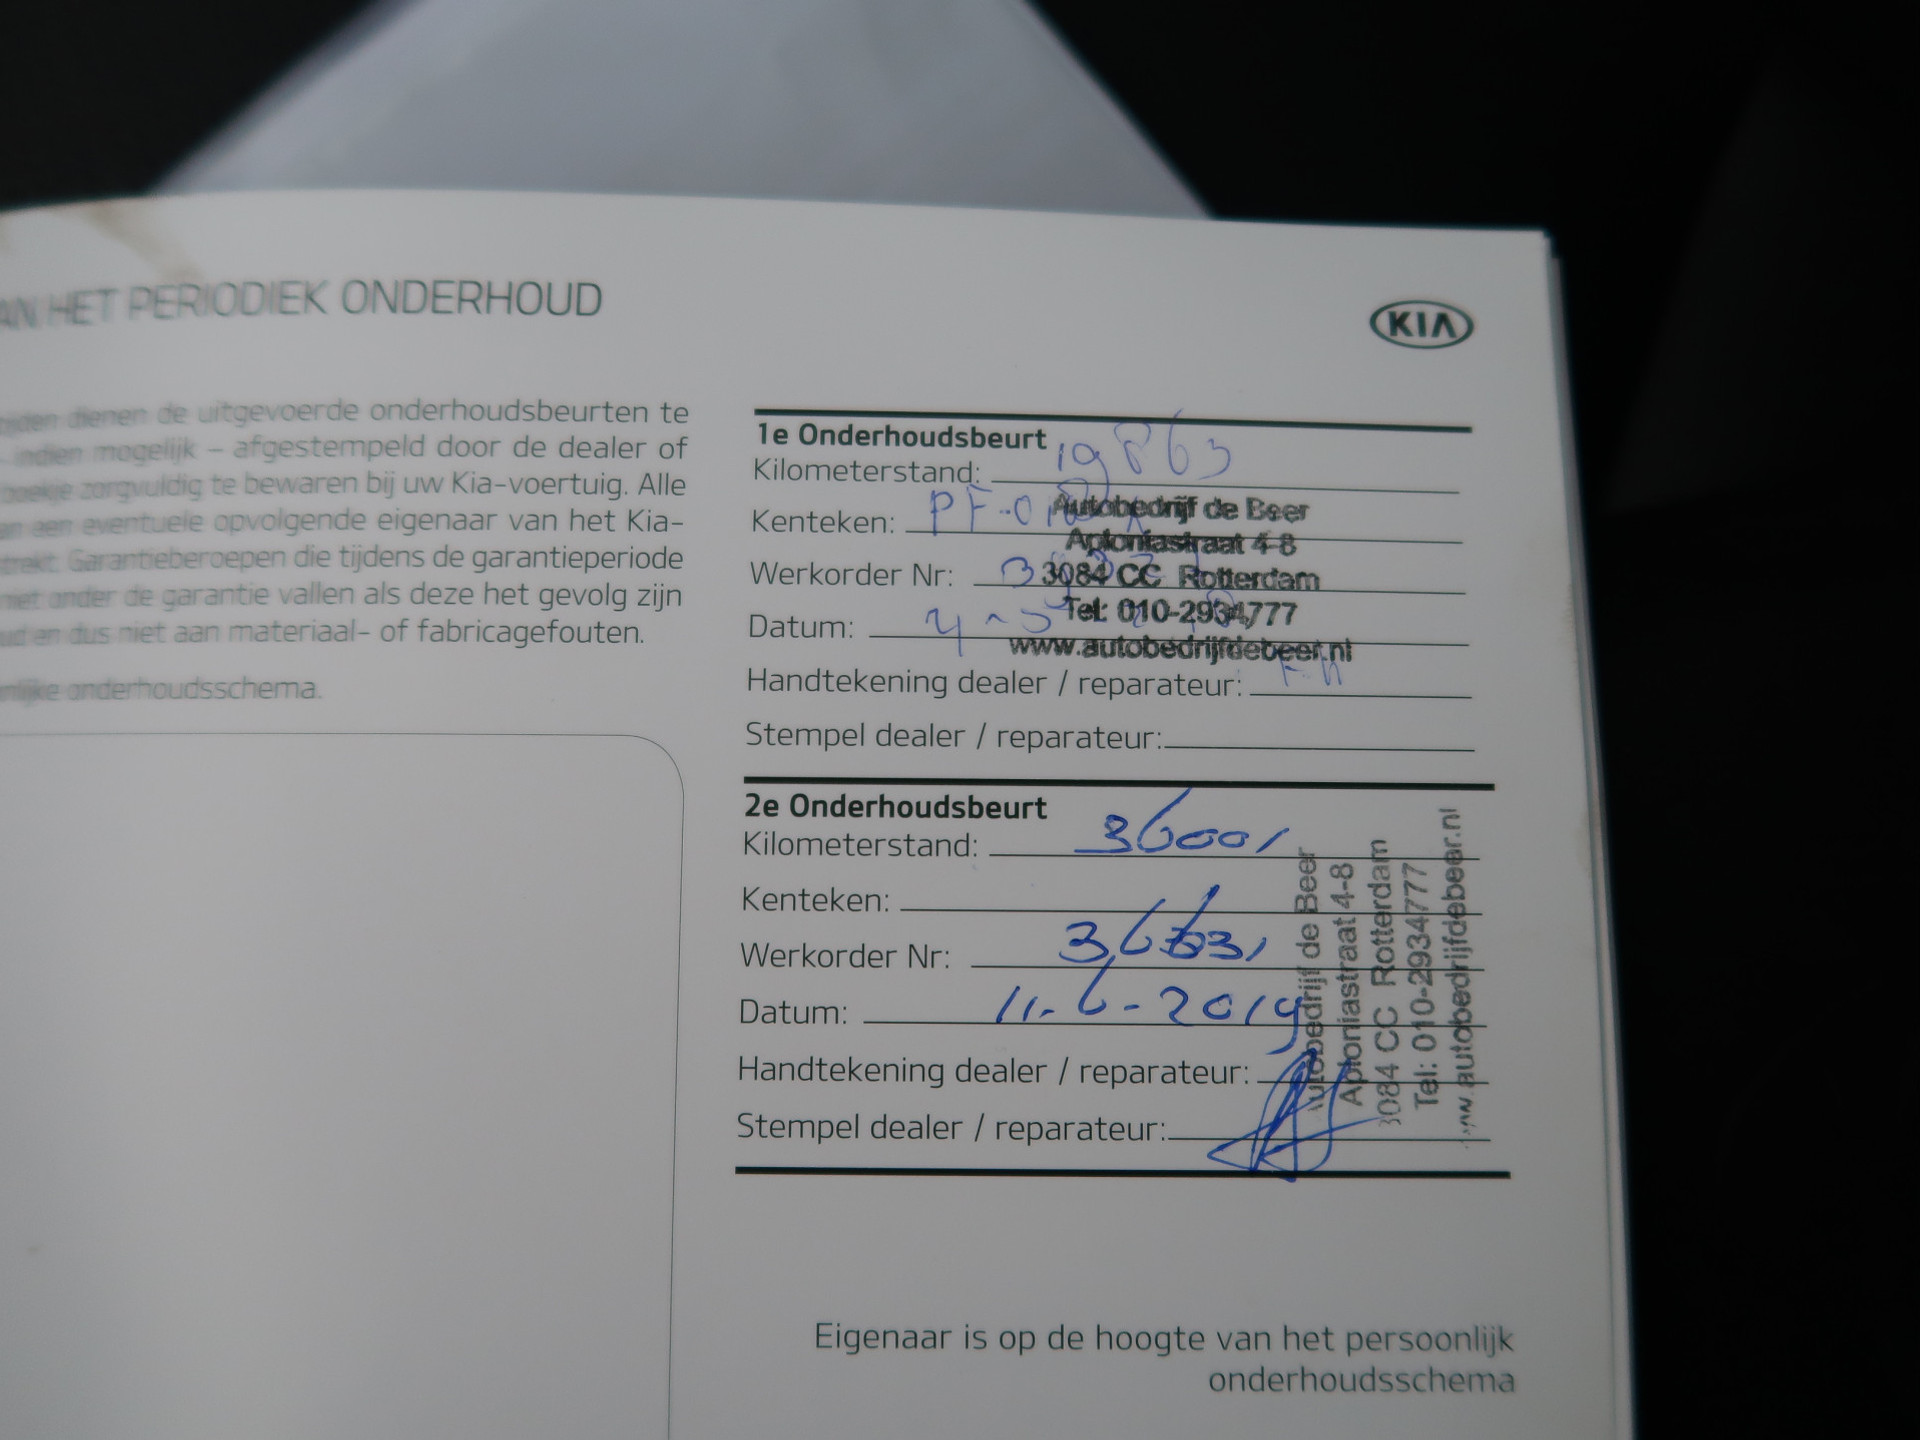 HET PERIODIEK ONDERHOUD
KIA
dienen de uitgevoerde onderhoudsbeurten te
indien mogelijk – afgestempeld door de dealer of
boekje zorgvuldig te bewaren bij uw Kia-voertuig. Alle
een eventuele opvolgende eigenaar van het Kia-
Garantieberoepen die tijdens de garantieperiode
niet onder de garantie vallen als deze het gevolg zijn
en dus niet aan materiaal- of fabricagefouten.
onderhoudsschema.
1e Onderhoudsbeurt
Kilometerstand: 19863
Kenteken:
Werkorder Nr:
Datum:
Handtekening dealer / reparateur:
Stempel dealer / reparateur:
Autobedrijf de Beer
Aploniastraat 4-8
3084 CC Rotterdam
Tel: 010-2934777
www.autobedrijfdebeer.nl
2e Onderhoudsbeurt
Kilometerstand: 36001
Kenteken:
Werkorder Nr:
Datum: 11-6-2019
Handtekening dealer / reparateur:
Stempel dealer / reparateur:
Autobedrijf de Beer
Aploniastraat 4-8
3084 CC Rotterdam
Tel: 010-2934777
www.autobedrijfdebeer.nl
Eigenaar is op de hoogte van het persoonlijk
onderhoudsschema